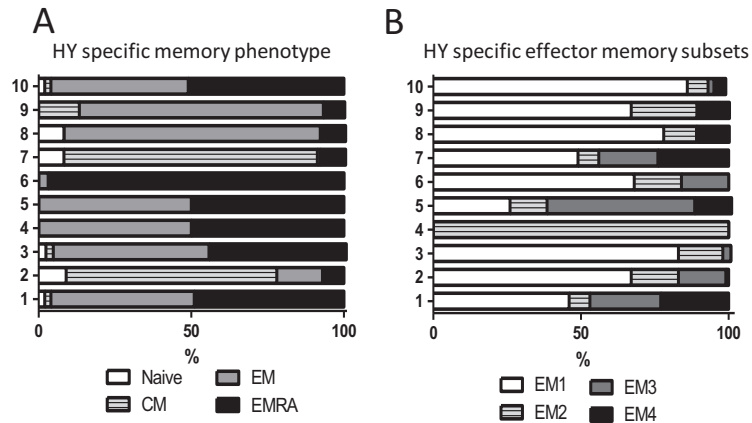 A
HY specific memory phenotype
10
9
8
7
6
5
4
3
2
1
0 50 100
%
Naive EM
CM EMRA
B
HY specific effector memory subsets
10
9
8
7
6
5
4
3
2
1
0 50 100
%
EM1 EM3
EM2 EM4